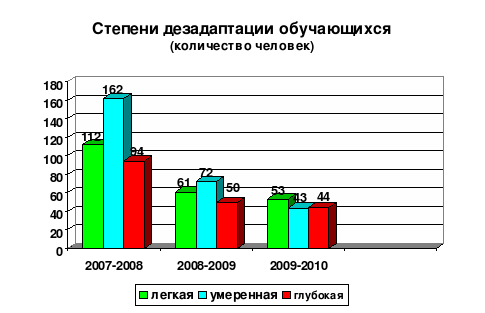 Степени дезадаптации обучающихся
(количество человек)
180
160
140
120
100
80
60
40
20
0
112 162 94
61 72 50
53 43 44
2007-2008 2008-2009 2009-2010
легкая умеренная глубокая